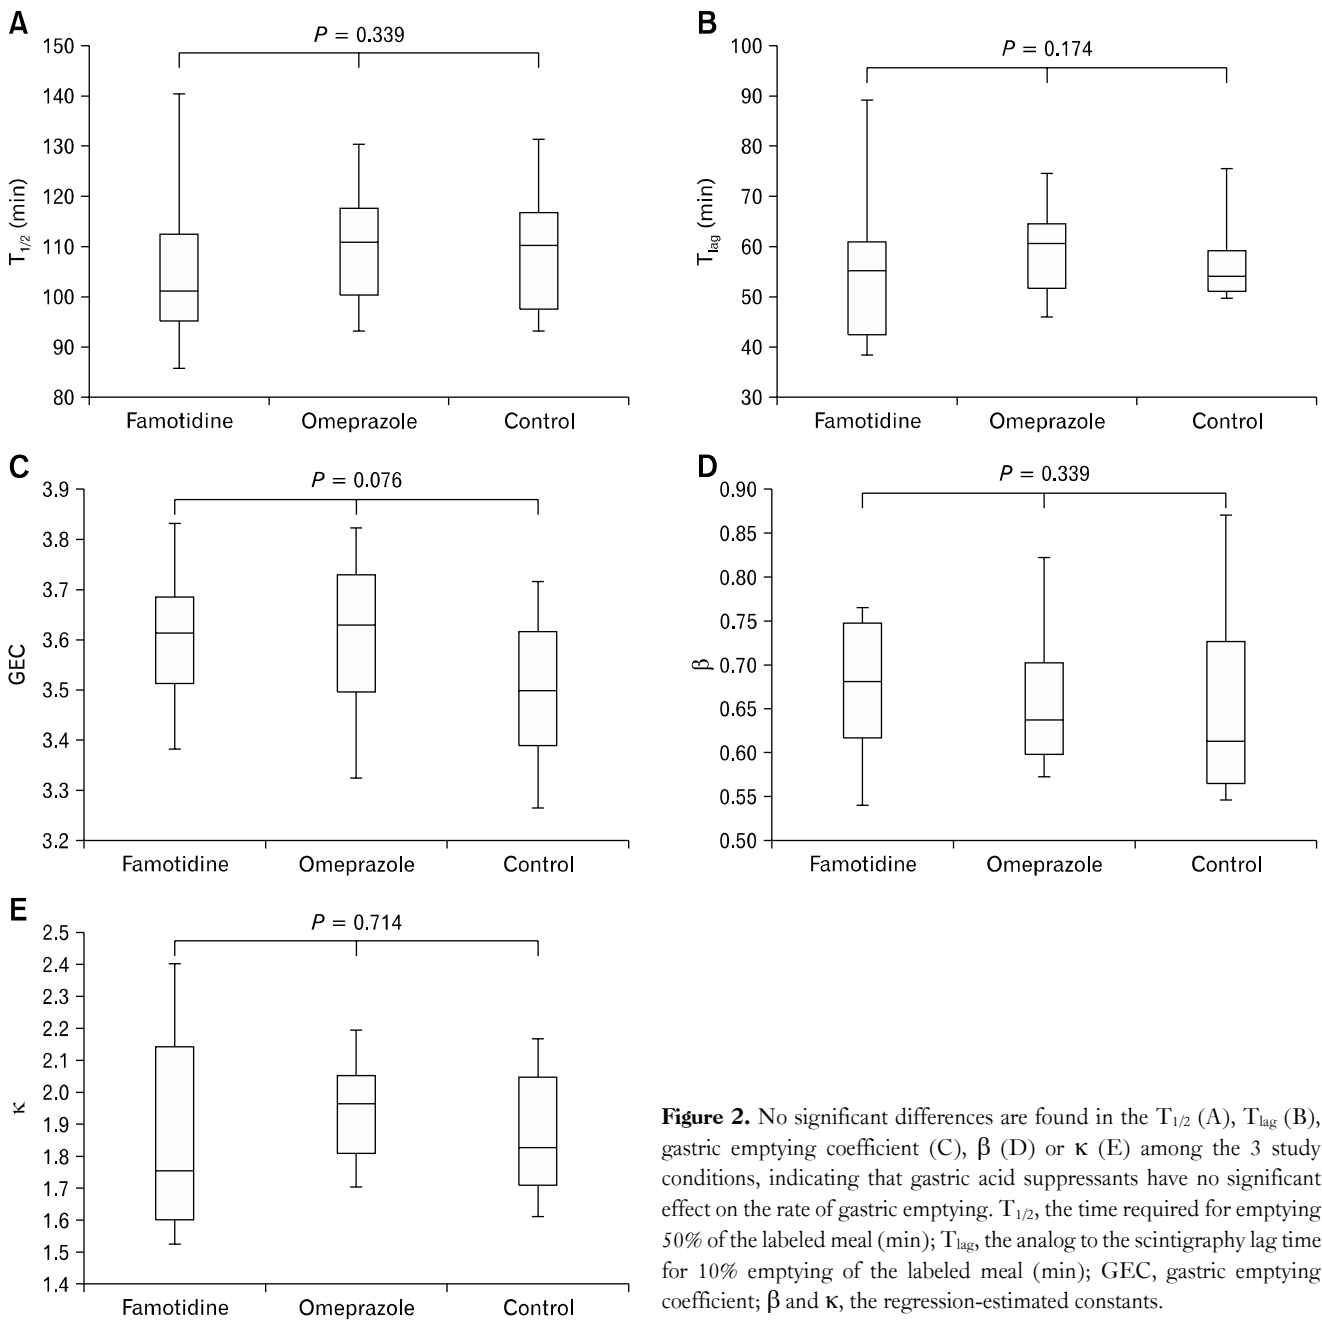 A
P = 0.339
150
140
130
120
110
100
90
80
T1/2 (min)
Famotidine Omeprazole Control
B
P = 0.174
100
90
80
70
60
50
40
30
Tlag (min)
Famotidine Omeprazole Control
C
P = 0.076
3.9
3.8
3.7
3.6
3.5
3.4
3.3
3.2
GEC
Famotidine Omeprazole Control
D
P = 0.339
0.90
0.85
0.80
0.75
0.70
0.65
0.60
0.55
0.50
β
Famotidine Omeprazole Control
E
P = 0.714
2.5
2.4
2.3
2.2
2.1
2.0
1.9
1.8
1.7
1.6
1.5
1.4
κ
Famotidine Omeprazole Control
Figure 2. No significant differences are found in the T1/2 (A), Tlag (B),
gastric emptying coefficient (C), β (D) or κ (E) among the 3 study
conditions, indicating that gastric acid suppressants have no significant
effect on the rate of gastric emptying. T1/2, the time required for emptying
50% of the labeled meal (min); Tlag, the analog to the scintigraphy lag time
for 10% emptying of the labeled meal (min); GEC, gastric emptying
coefficient; β and κ, the regression-estimated constants.